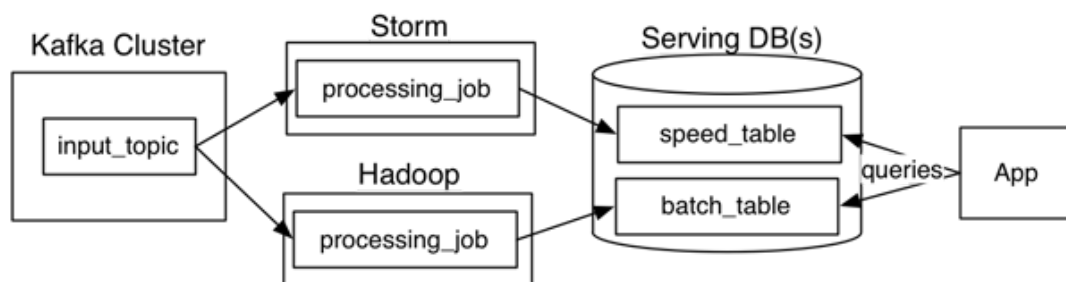 Kafka Cluster
input_topic
Storm
processing_job
Hadoop
processing_job
Serving DB(s)
speed_table
batch_table
queries
App